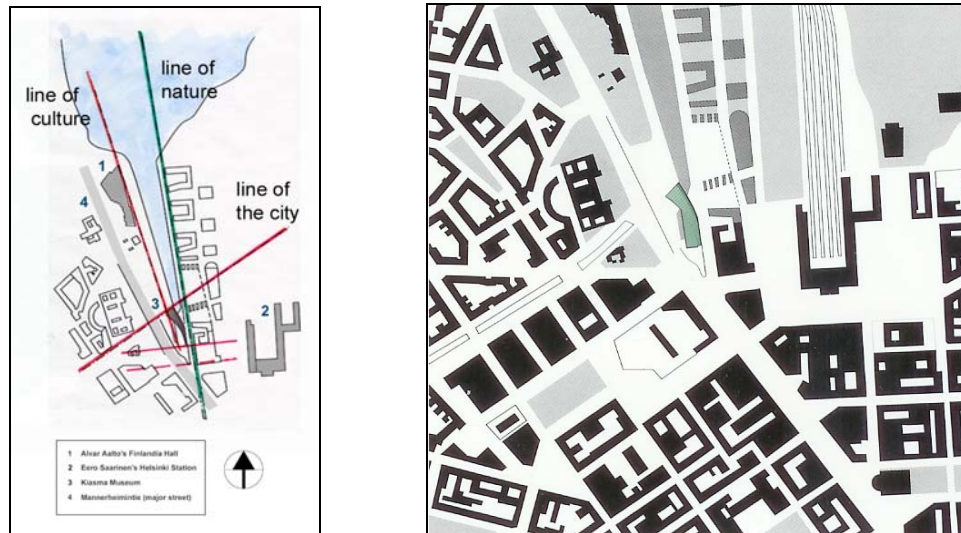 line of
culture
line of
nature
1
4
line of
the city
3
2
1 Alvar Aalto's Finlandia Hall
2 Eero Saarinen's Helsinki Station
3 Kiasma Museum
4 Mannerheimintie (major street)